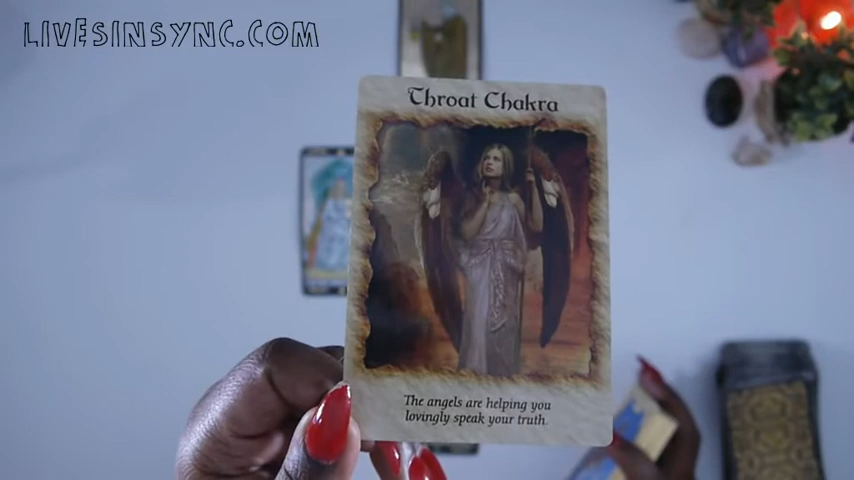 LIVESINSYNC.COM
Throat Chakra
The angels are helping you
lovingly speak your truth.